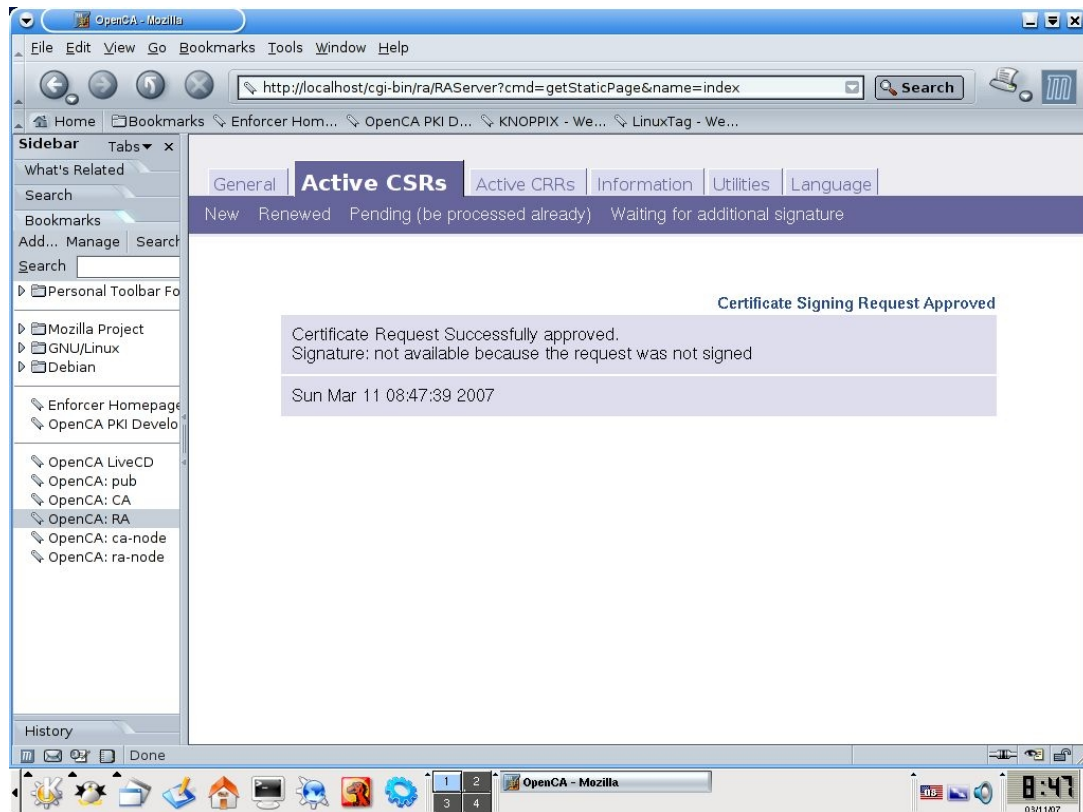 OpenCA - Mozilla
File Edit View Go Bookmarks Tools Window Help
http://localhost/cgi-bin/ra/RAServer?cmd=getStaticPage&name=index
Search
Home Bookmarks Enforcer Hom... OpenCA PKI D... KNOPPIX - We... LinuxTag - We...
Sidebar Tabs x
What's Related
Search
Bookmarks
Add... Manage Search
Search
Personal Toolbar Fo
Mozilla Project
GNU/Linux
Debian
Enforcer Homepage
OpenCA PKI Develo
OpenCA LiveCD
OpenCA: pub
OpenCA: CA
OpenCA: RA
OpenCA: ca-node
OpenCA: ra-node
History
General Active CSRs Active CRRs Information Utilities Language
New Renewed Pending (be processed already) Waiting for additional signature
Certificate Signing Request Approved
Certificate Request Successfully approved.
Signature: not available because the request was not signed
Sun Mar 11 08:47:39 2007
Done
1 2
3 4
OpenCA - Mozilla
us
8:47
03/11/07